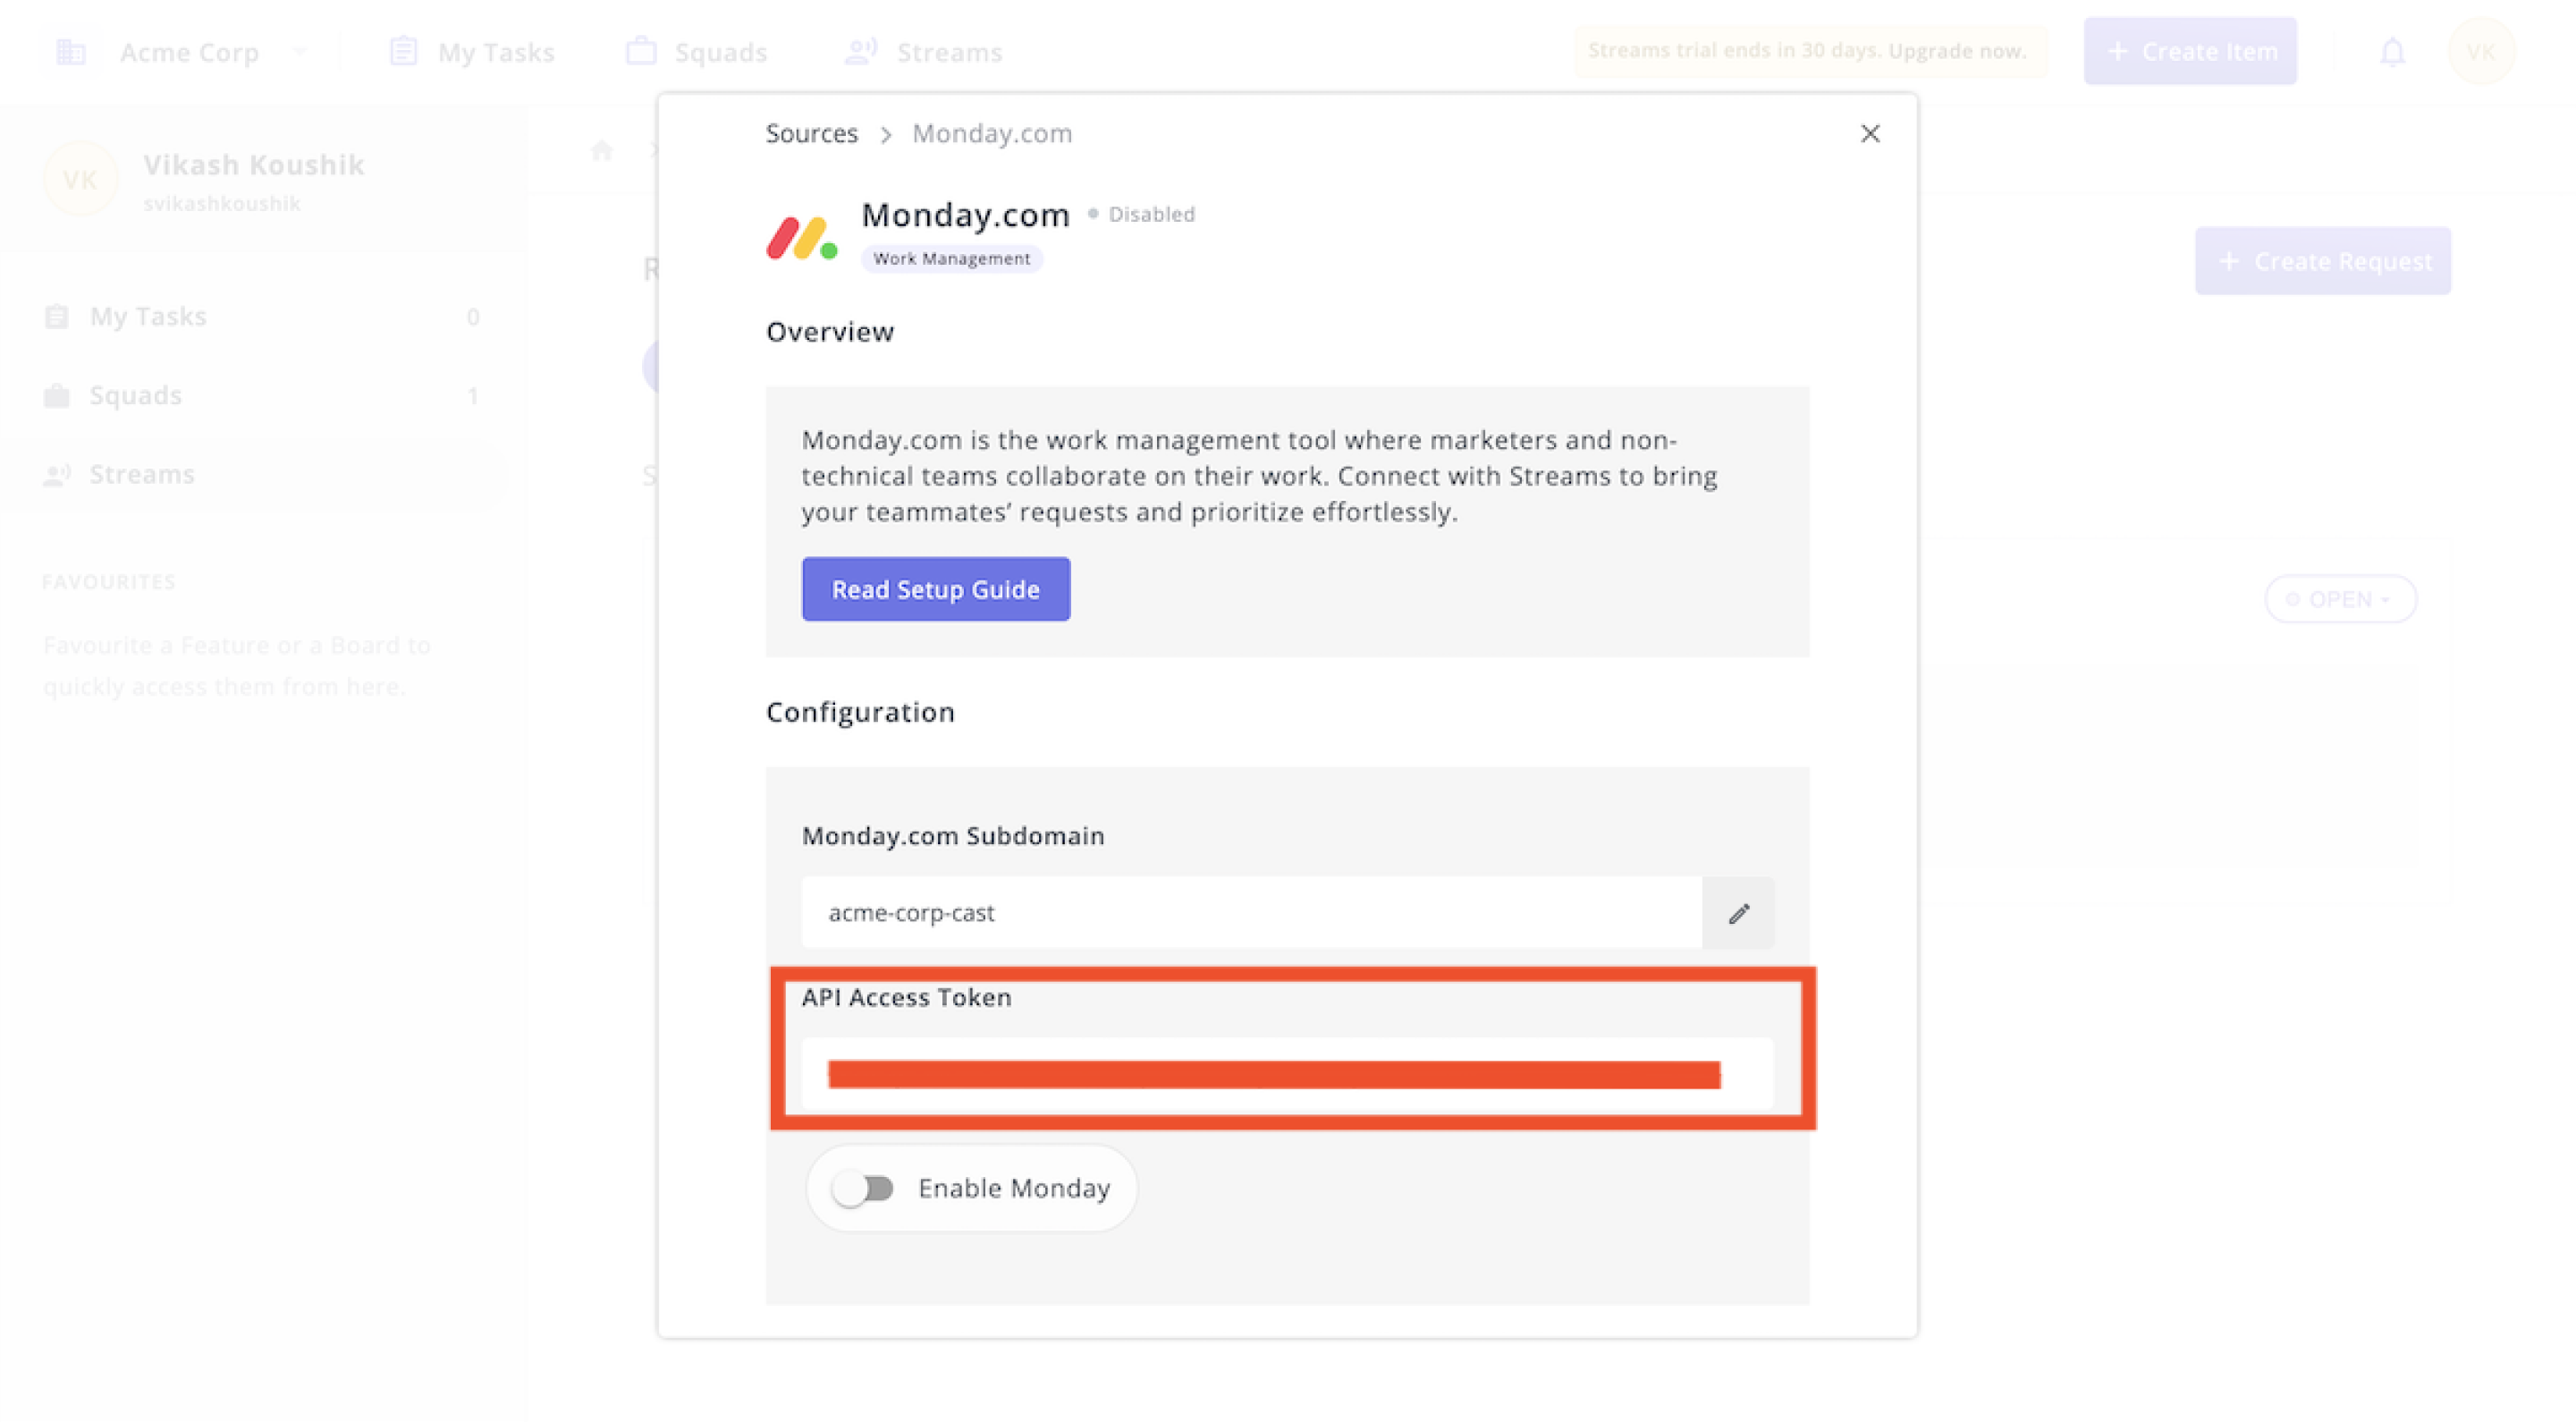 Acme Corp
My Tasks
Squads
Streams
Streams trial ends in 30 days. Upgrade now.
+ Create Item
VK
VK
Vikash Koushik
svikashkoushik
My Tasks 0
Squads 1
Streams
FAVOURITES
Favourite a Feature or a Board to
quickly access them from here.
Sources > Monday.com
Monday.com
Disabled
Work Management
Overview
Monday.com is the work management tool where marketers and non-
technical teams collaborate on their work. Connect with Streams to bring
your teammates’ requests and prioritize effortlessly.
Read Setup Guide
Configuration
Monday.com Subdomain
acme-corp-cast
API Access Token
Enable Monday
+ Create Request
OPEN